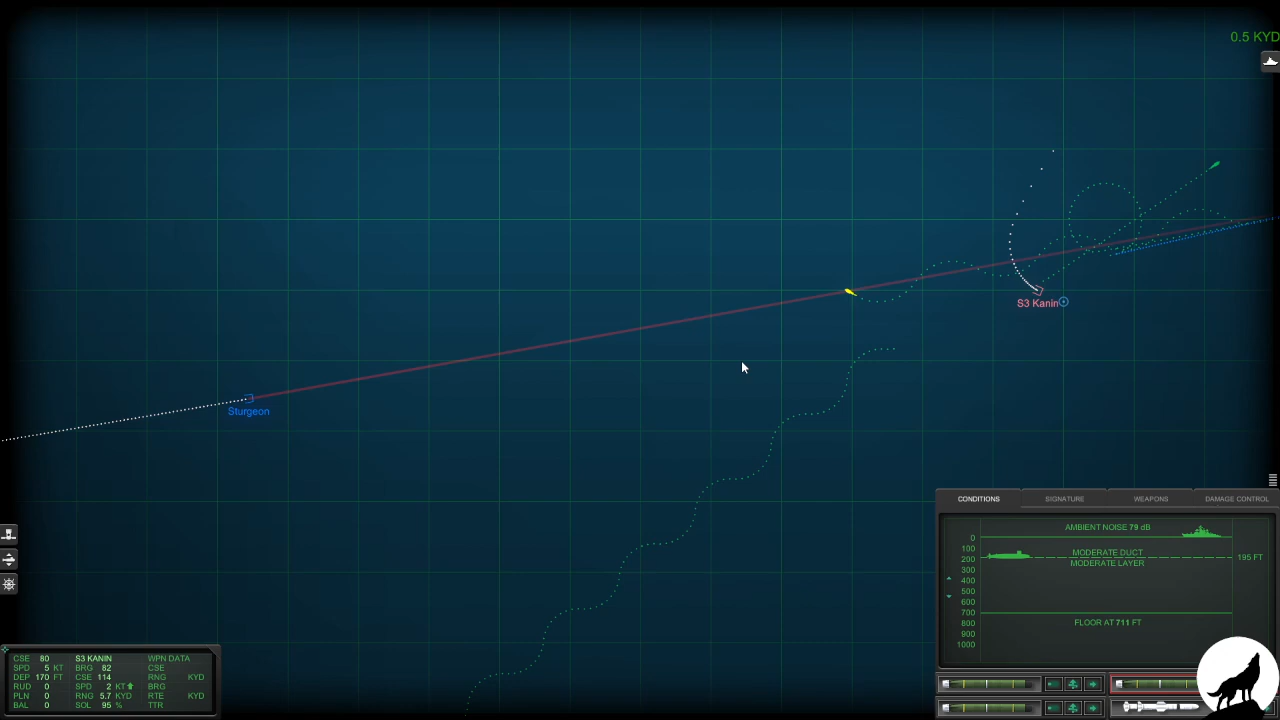 0.5 KYD
S3 Kanin
Sturgeon
CONDITIONS SIGNATURE WEAPONS DAMAGE CONTROL
AMBIENT NOISE 79 dB
0
100
200
300
400
500
600
700
800
900
1000
MODERATE DUCT
MODERATE LAYER
195 FT
FLOOR AT 711 FT
CSE 80 S3 KANIN WPN DATA
SPD 5 KT BRG 82 CSE
DEP 170 FT CSE 114 RNG KYD
RUD 0 SPD 2 KT BRG
PLN 0 RNG 5.7 KYD RTE KYD
BAL 0 SOL 95 % TTR